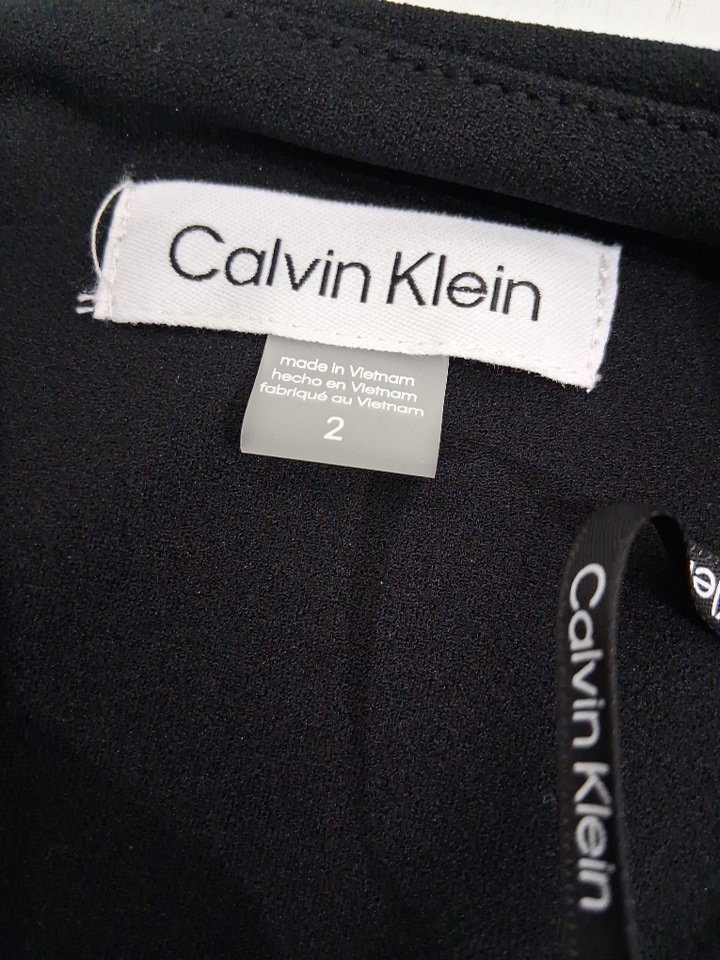 Calvin Klein
made in Vietnam
hecho en Vietnam
fabriqué au Vietnam
2
Calvin Klein